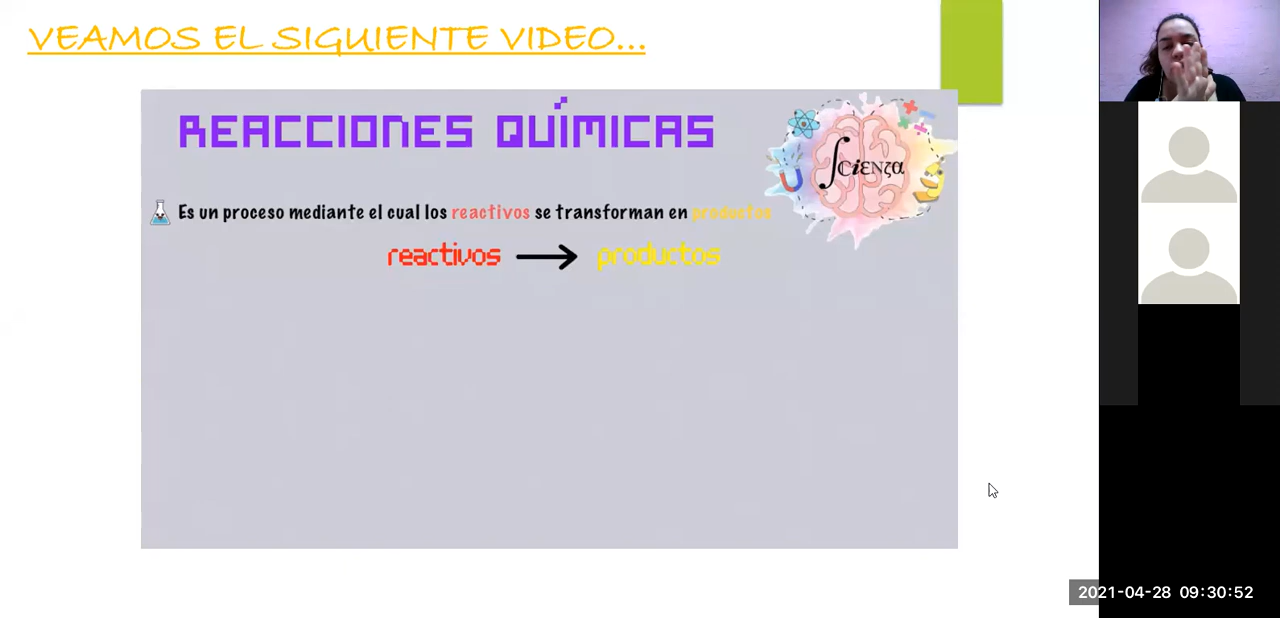 VEAMOS EL SIGUIENTE VIDEO...
REACCIONES QUÍMICAS
∫CiENζα
Es un proceso mediante el cual los reactivos se transforman en productos
reactivos → productos
2021-04-28 09:30:52